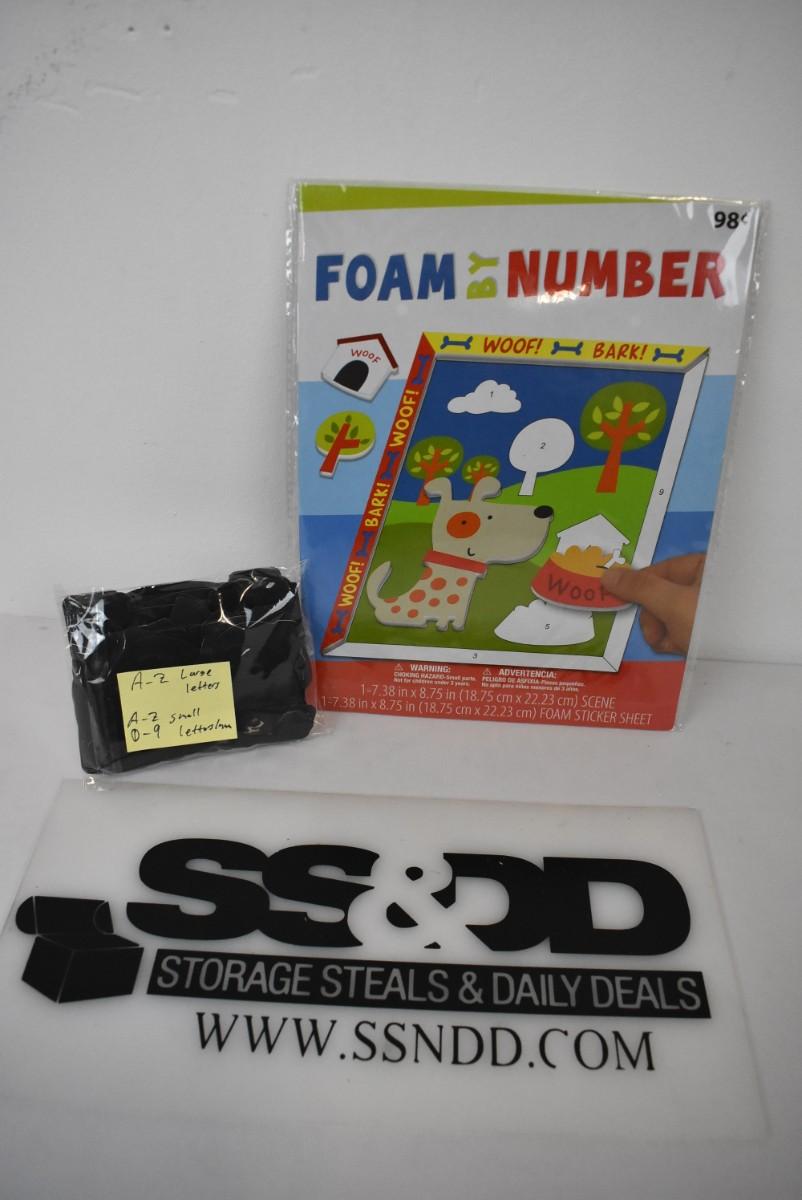 98¢
FOAM BY NUMBER
WOOF
WOOF! BARK!
WOOF! BARK! WOOF!
1
2
9
WOOF
5
3
WARNING:
CHOKING HAZARD-Small parts.
Not for children under 3 years.
ADVERTENCIA:
PELIGRO DE ASFIXIA-Piezas pequeñas.
No apto para niños menores de 3 años.
1-7.38 in x 8.75 in (18.75 cm x 22.23 cm) SCENE
1-7.38 in x 8.75 in (18.75 cm x 22.23 cm) FOAM STICKER SHEET
A-Z Large
letters
A-Z small
0-9
SS&DD
STORAGE STEALS & DAILY DEALS
WWW.SSNDD.COM